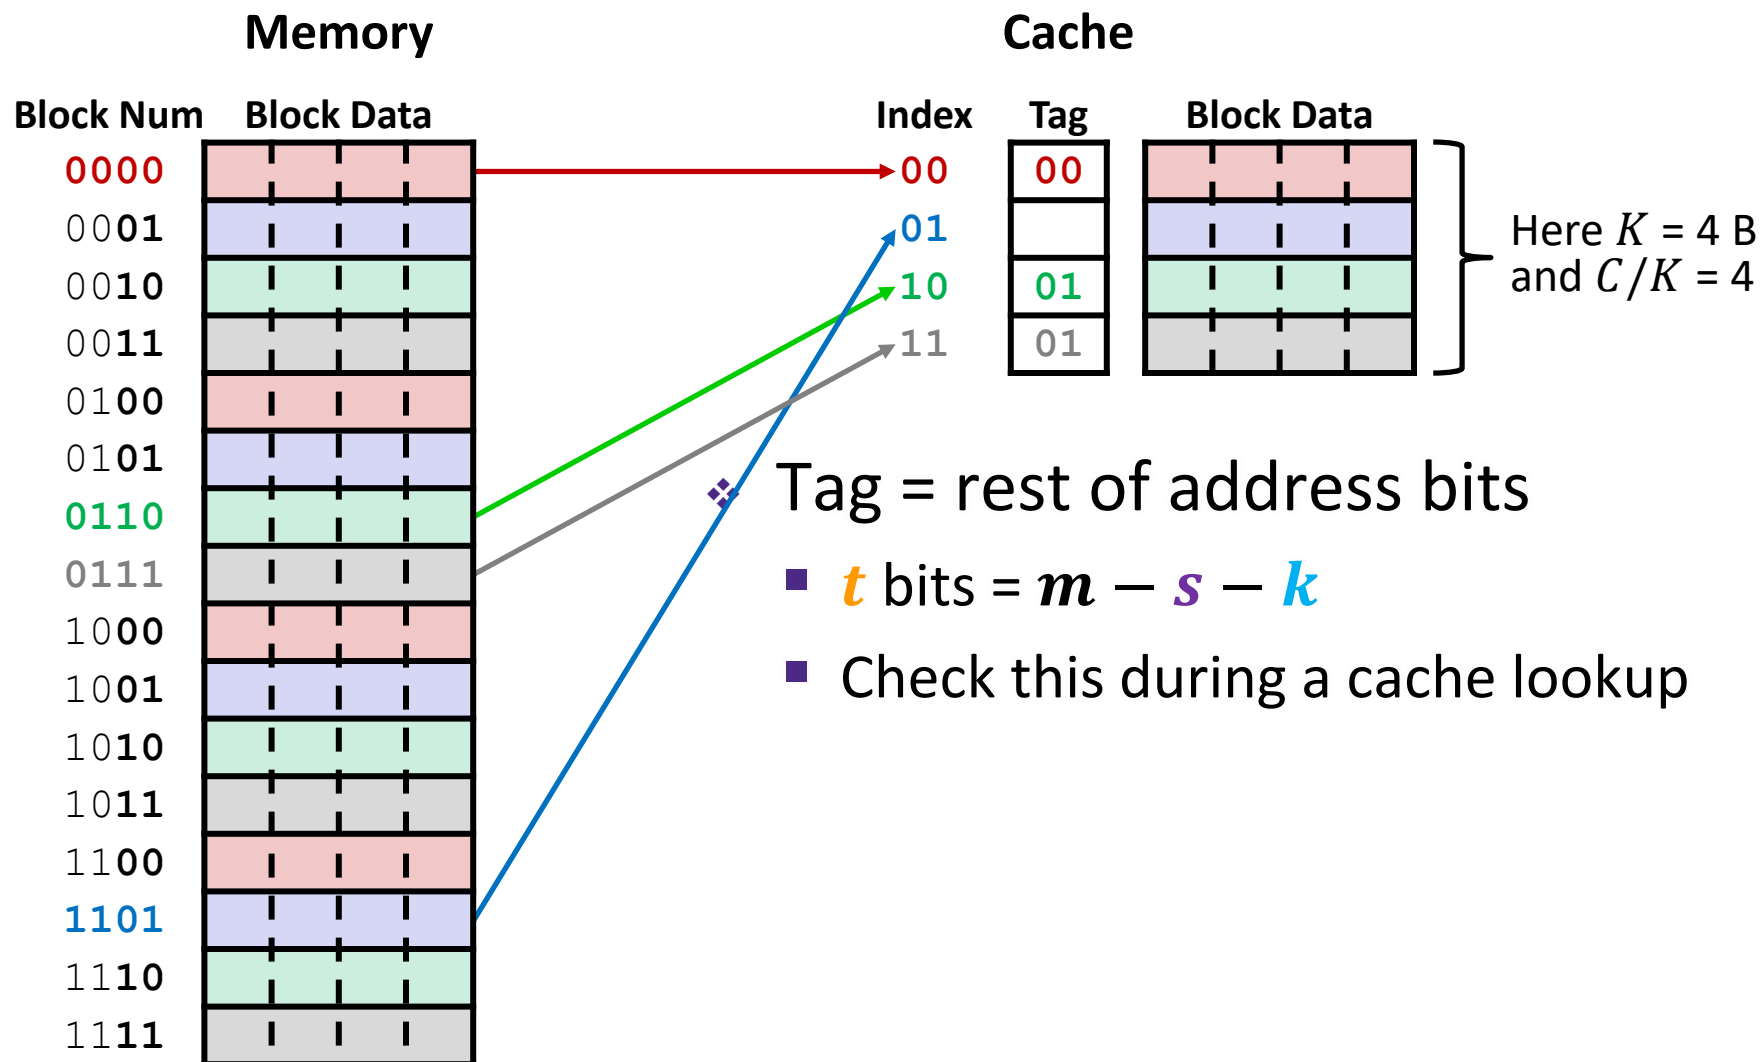 Memory Cache
Block Num Block Data Index Tag Block Data
0000 00 00
0001 01
0010 10 01
0011 11 01
Here K = 4 B
and C/K = 4
0100
0101
0110
0111
1000
1001
1010
1011
1100
1101
1110
1111
❖ Tag = rest of address bits
▪ t bits = m − s − k
▪ Check this during a cache lookup